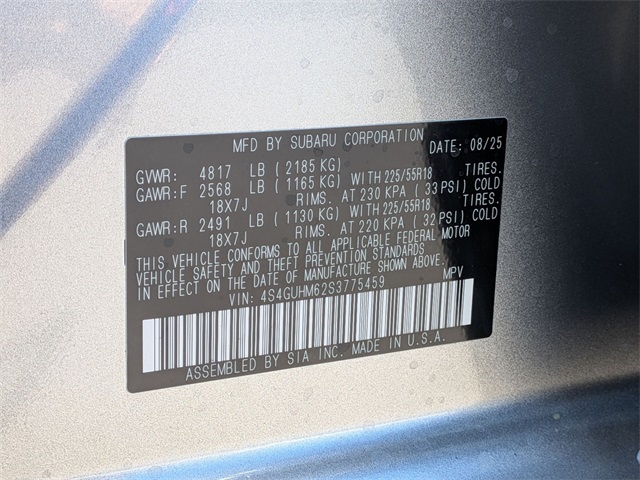 MFD BY SUBARU CORPORATION DATE: 08/25
GVWR: 4817 LB (2185 KG)
GAWR:F 2568 LB (1165 KG) WITH 225/55R18 TIRES.
18X7J RIMS. AT 230 KPA (33 PSI) COLD
GAWR:R 2491 LB (1130 KG) WITH 225/55R18 TIRES.
18X7J RIMS. AT 220 KPA (32 PSI) COLD
THIS VEHICLE CONFORMS TO ALL APPLICABLE FEDERAL MOTOR
VEHICLE SAFETY AND THEFT PREVENTION STANDARDS
IN EFFECT ON THE DATE OF MANUFACTURE SHOWN ABOVE.
VIN: 4S4GUHM62S3775459 MPV
ASSEMBLED BY SIA INC. MADE IN U.S.A.